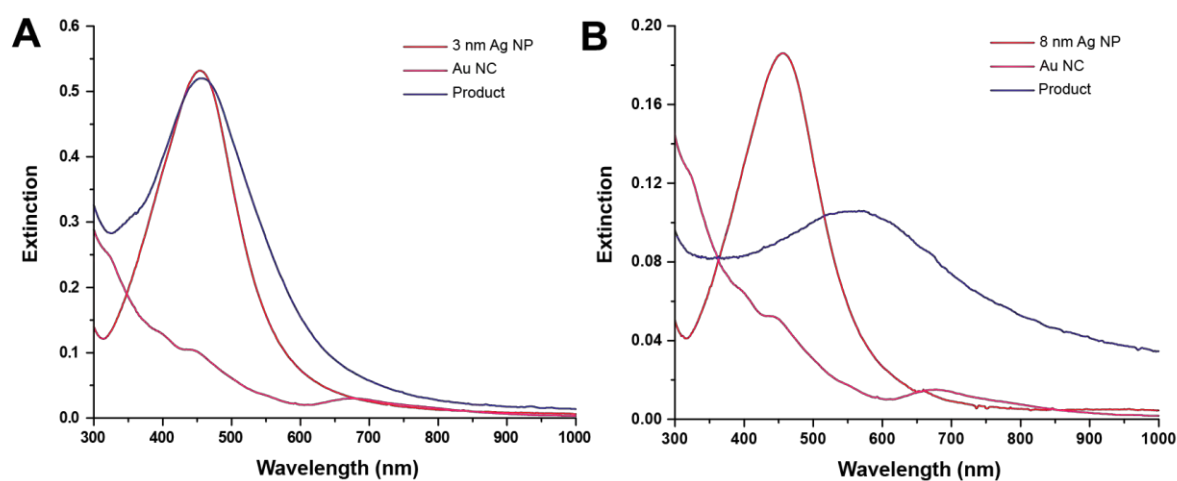 A
0.6
0.5
0.4
0.3
0.2
0.1
0.0
Extinction
300 400 500 600 700 800 900 1000
Wavelength (nm)
3 nm Ag NP
Au NC
Product
B
0.20
0.16
0.12
0.08
0.04
0.00
Extinction
300 400 500 600 700 800 900 1000
Wavelength (nm)
8 nm Ag NP
Au NC
Product